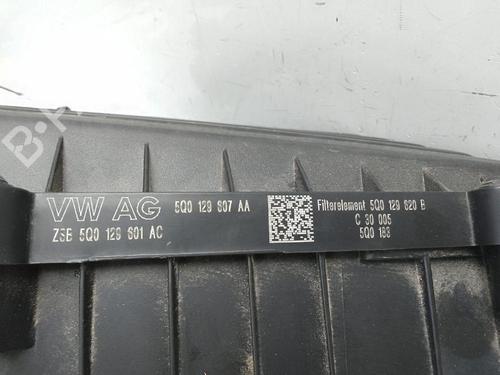 VW AG 5Q0 129 607 AA
ZSB 5Q0 129 601 AC
Filterelement 5Q0 129 620 B
C 30 005
5Q0 188